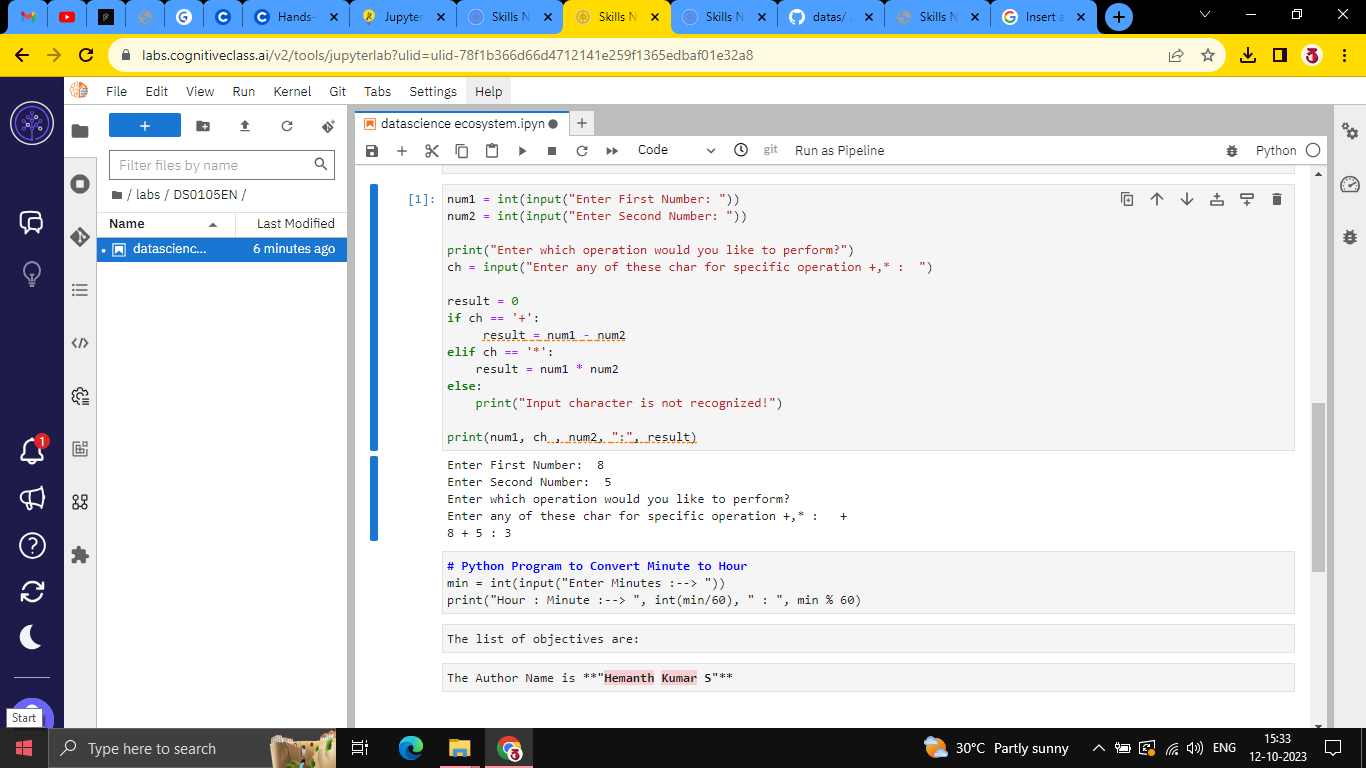 Hands-
Jupyter
Skills N
Skills N
Skills N
datas/
Skills N
Insert a
labs.cognitiveclass.ai/v2/tools/jupyterlab?ulid=ulid-78f1b366d66d4712141e259f1365edbaf01e32a8
File Edit View Run Kernel Git Tabs Settings Help
datascience ecosystem.ipyn
Code
git
Run as Pipeline
Python
Filter files by name
/ labs / DS0105EN /
Name Last Modified
datascienc... 6 minutes ago
[1]:
num1 = int(input("Enter First Number: "))
num2 = int(input("Enter Second Number: "))
print("Enter which operation would you like to perform?")
ch = input("Enter any of these char for specific operation +,* :  ")
result = 0
if ch == '+':
     result = num1 - num2
elif ch == '*':
    result = num1 * num2
else:
    print("Input character is not recognized!")
print(num1, ch , num2, ":", result)
Enter First Number:  8
Enter Second Number:  5
Enter which operation would you like to perform?
Enter any of these char for specific operation +,* :   +
8 + 5 : 3
# Python Program to Convert Minute to Hour
min = int(input("Enter Minutes :--> "))
print("Hour : Minute :--> ", int(min/60), " : ", min % 60)
The list of objectives are:
The Author Name is **"Hemanth Kumar S"**
1
Start
Type here to search
30°C Partly sunny
ENG
15:33
12-10-2023